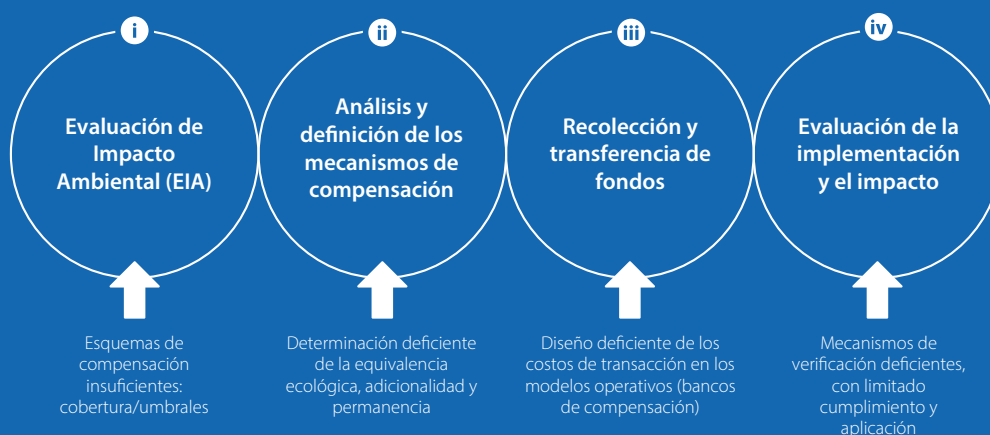 i
Evaluación de
Impacto
Ambiental (EIA)
Esquemas de
compensación
insuficientes:
cobertura/umbrales
ii
Análisis y
definición de los
mecanismos de
compensación
Determinación deficiente
de la equivalencia
ecológica, adicionalidad y
permanencia
iii
Recolección y
transferencia de
fondos
Diseño deficiente de los
costos de transacción en los
modelos operativos (bancos
de compensación)
iv
Evaluación de la
implementación
y el impacto
Mecanismos de
verificación deficientes,
con limitado
cumplimiento y
aplicación